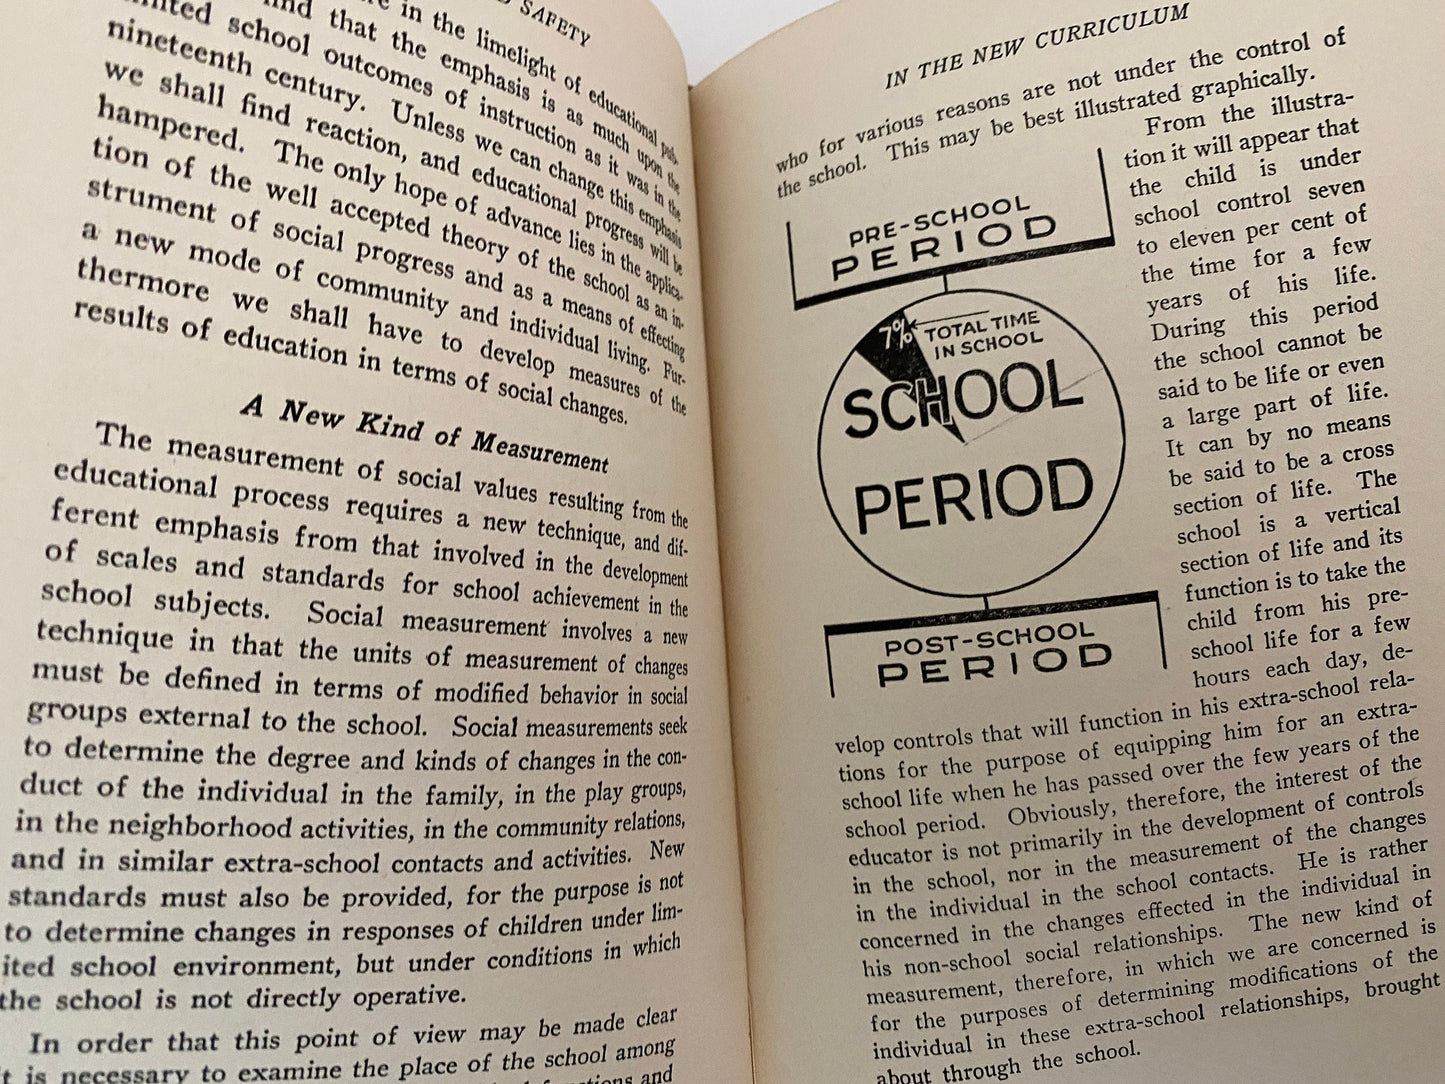 SAFETY
in the limelight of educational pub-
find that the emphasis is as much upon the
limited school outcomes of instruction as it was in the
nineteenth century. Unless we can change this emphasis
we shall find reaction, and educational progress will be
hampered. The only hope of advance lies in the applica-
tion of the well accepted theory of the school as an in-
strument of social progress and as a means of effecting
a new mode of community and individual living. Fur-
thermore we shall have to develop measures of the
results of education in terms of social changes.
A New Kind of Measurement
The measurement of social values resulting from the
educational process requires a new technique, and dif-
ferent emphasis from that involved in the development
of scales and standards for school achievement in the
school subjects. Social measurement involves a new
technique in that the units of measurement of changes
must be defined in terms of modified behavior in social
groups external to the school. Social measurements seek
to determine the degree and kinds of changes in the con-
duct of the individual in the family, in the play groups,
in the neighborhood activities, in the community relations,
and in similar extra-school contacts and activities. New
standards must also be provided, for the purpose is not
to determine changes in responses of children under lim-
ited school environment, but under conditions in which
the school is not directly operative.
In order that this point of view may be made clear
it is necessary to examine the place of the school among
and
IN THE NEW CURRICULUM
who for various reasons are not under the control of
the school. This may be best illustrated graphically.
PRE-SCHOOL
PERIOD
7% TOTAL TIME
IN SCHOOL
SCHOOL
PERIOD
POST-SCHOOL
PERIOD
From the illustra-
tion it will appear that
the child is under
school control seven
to eleven per cent of
the time for a few
years of his life.
During this period
the school cannot be
said to be life or even
a large part of life.
It can by no means
be said to be a cross
section of life. The
school is a vertical
section of life and its
function is to take the
child from his pre-
school life for a few
hours each day, de-
velop controls that will function in his extra-school rela-
tions for the purpose of equipping him for an extra-
school life when he has passed over the few years of the
school period. Obviously, therefore, the interest of the
educator is not primarily in the development of controls
in the school, nor in the measurement of the changes
in the individual in the school contacts. He is rather
concerned in the changes effected in the individual in
his non-school social relationships. The new kind of
measurement, therefore, in which we are concerned is
for the purposes of determining modifications of the
individual in these extra-school relationships, brought
about through the school.